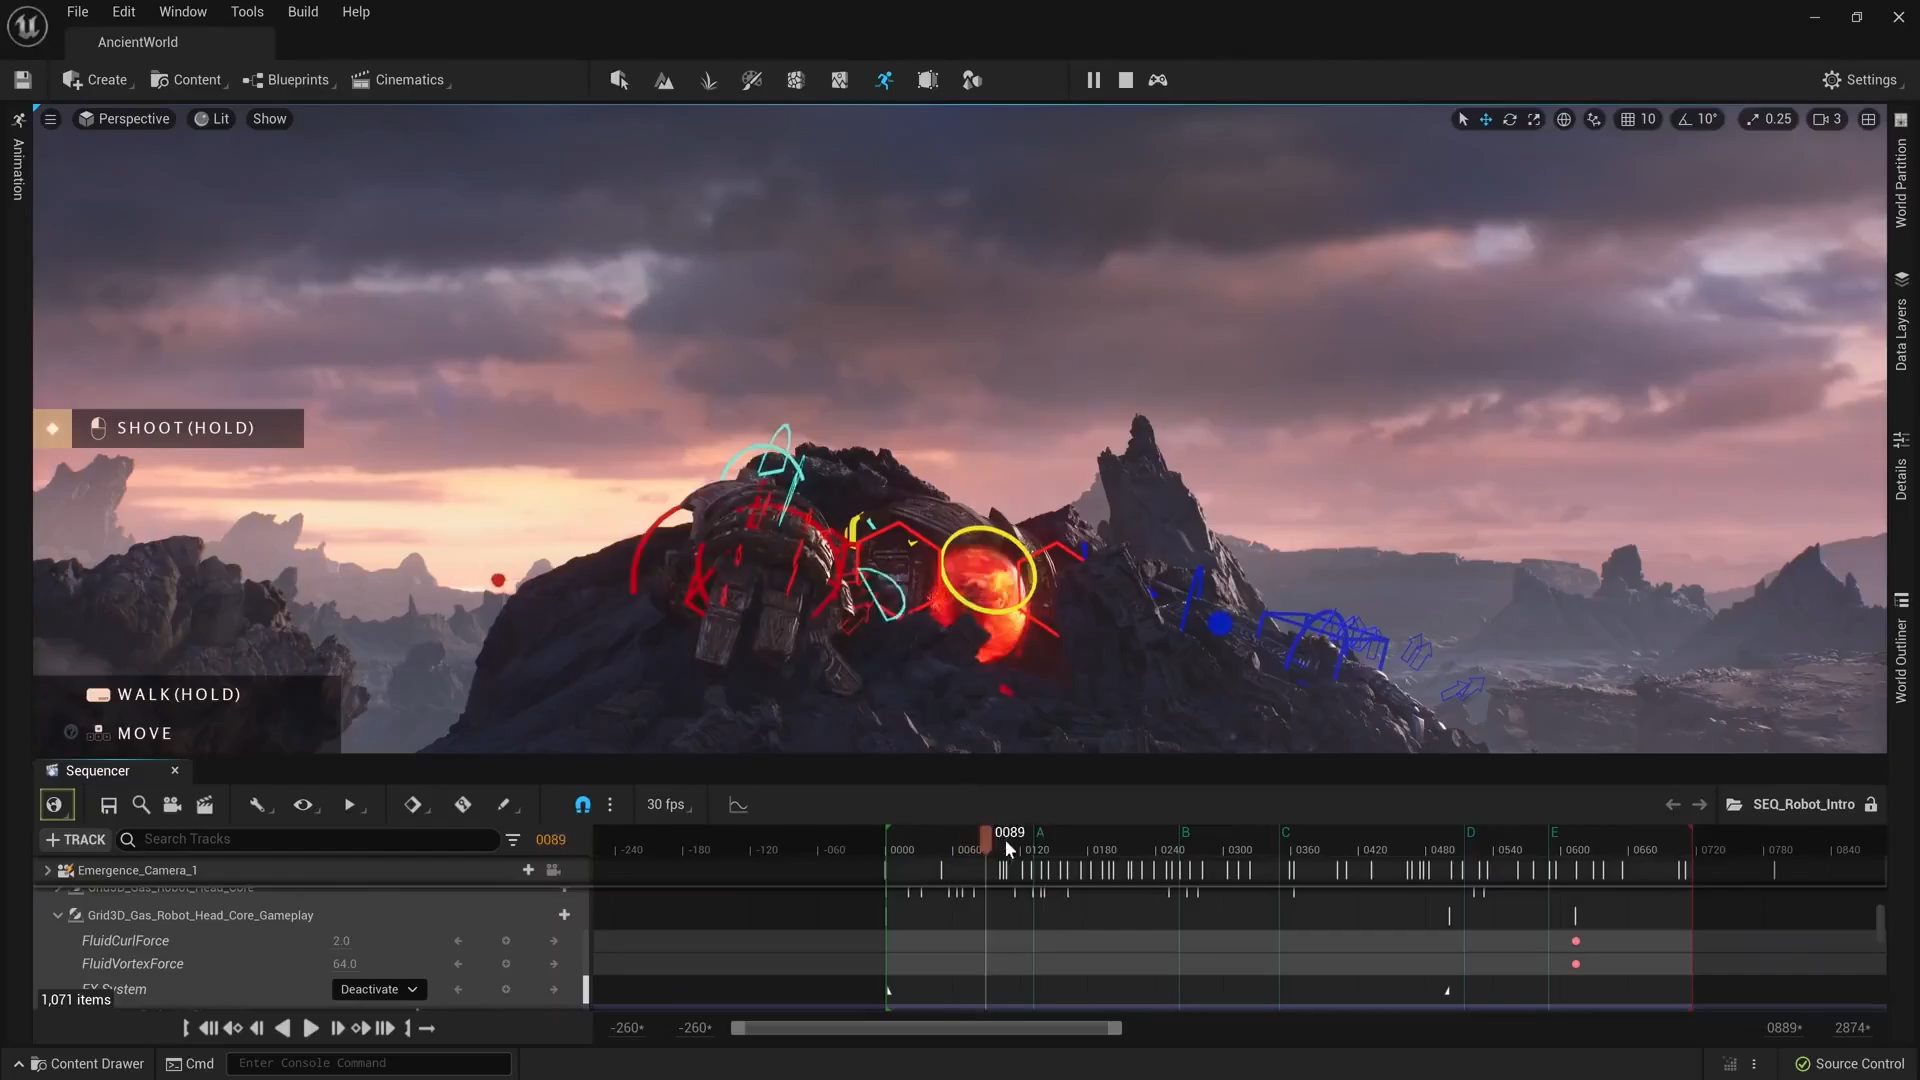 File Edit Window Tools Build Help
AncientWorld
Create Content Blueprints Cinematics Settings
Perspective Lit Show 10 10° 0.25 3
Animation
World Partition
Data Layers
Details
World Outliner
SHOOT(HOLD)
WALK(HOLD)
MOVE
Sequencer
30 fps SEQ_Robot_Intro
TRACK Search Tracks 0089
0089 A B C D E
-240 -180 -120 -060 0000 0060 0120 0180 0240 0300 0360 0420 0480 0540 0600 0660 0720 0780 0840
Emergence_Camera_1
Grid3D_Gas_Robot_Head_Core
Grid3D_Gas_Robot_Head_Core_Gameplay
FluidCurlForce 2.0
FluidVortexForce 64.0
System Deactivate
1,071 items
-260* -260* 0889* 2874*
Content Drawer Cmd Enter Console Command Source Control